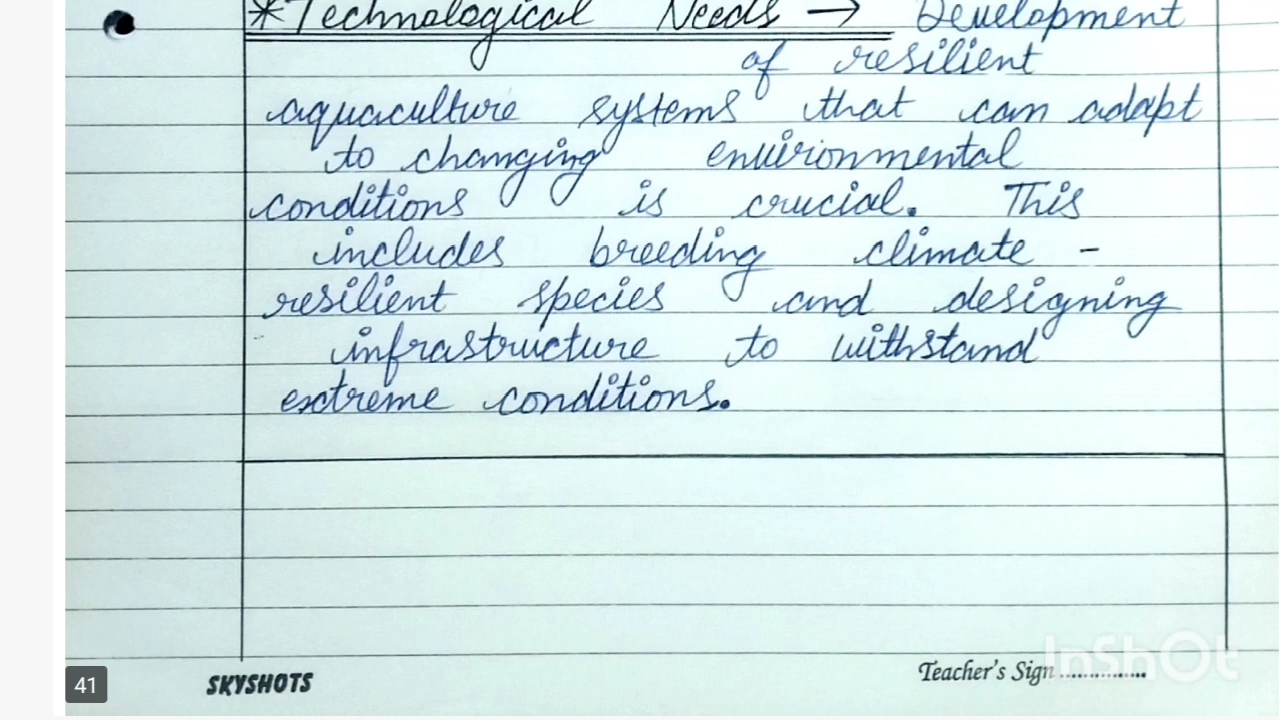 *Technological Needs → Development
of resilient
aquaculture systems that can adapt
to changing environmental
conditions is crucial. This
includes breeding climate -
resilient species and designing
infrastructure to withstand
extreme conditions.
41
SKYSHOTS
Teacher's Sign ...............
InShOt